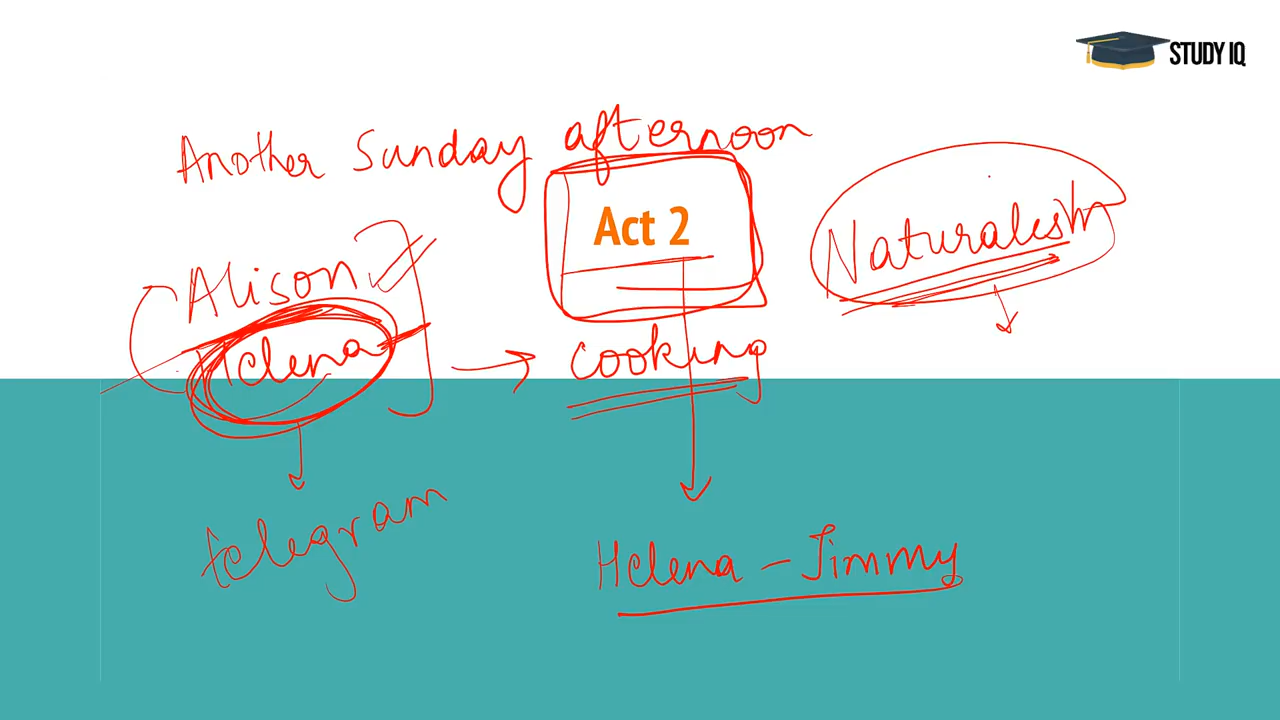 STUDY IQ
Another Sunday afternoon
Act 2
Naturalism
Alison
Helena
cooking
telegram
Helena - Jimmy